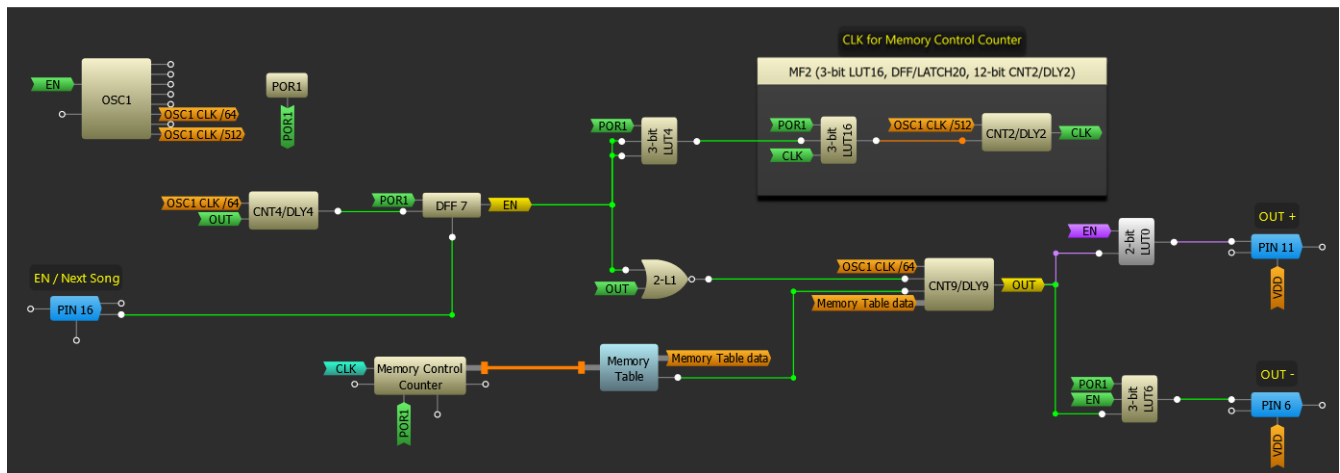 CLK for Memory Control Counter
MF2 (3-bit LUT16, DFF/LATCH20, 12-bit CNT2/DLY2)
EN
OSC1
OSC1 CLK /64
OSC1 CLK /512
POR1
POR1
POR1
3-bit
LUT4
POR1
CLK
3-bit
LUT16
OSC1 CLK /512
CNT2/DLY2
CLK
OSC1 CLK /64
OUT
CNT4/DLY4
POR1
DFF 7
EN
EN / Next Song
PIN 16
OUT
2-L1
OSC1 CLK /64
Memory Table data
CNT9/DLY9
OUT
EN
2-bit
LUT0
OUT +
PIN 11
VDD
CLK
Memory Control
Counter
POR1
Memory
Table
Memory Table data
POR1
EN
3-bit
LUT6
OUT -
PIN 6
VDD